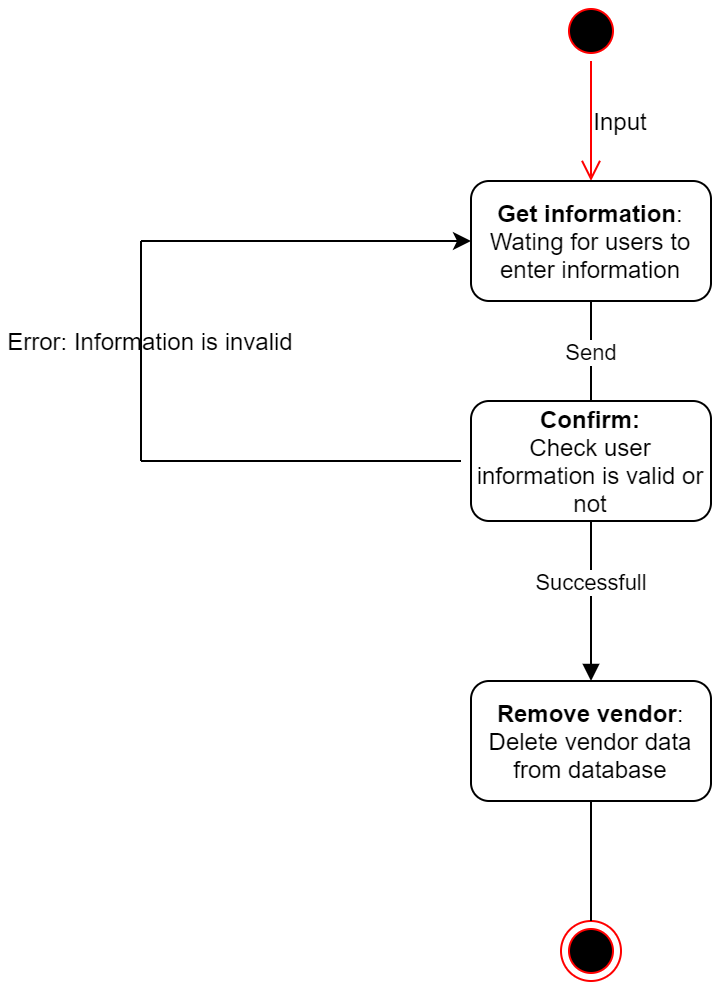 Input
Get information:
Wating for users to
enter information
Error: Information is invalid
Send
Confirm:
Check user
information is valid or
not
Successfull
Remove vendor:
Delete vendor data
from database